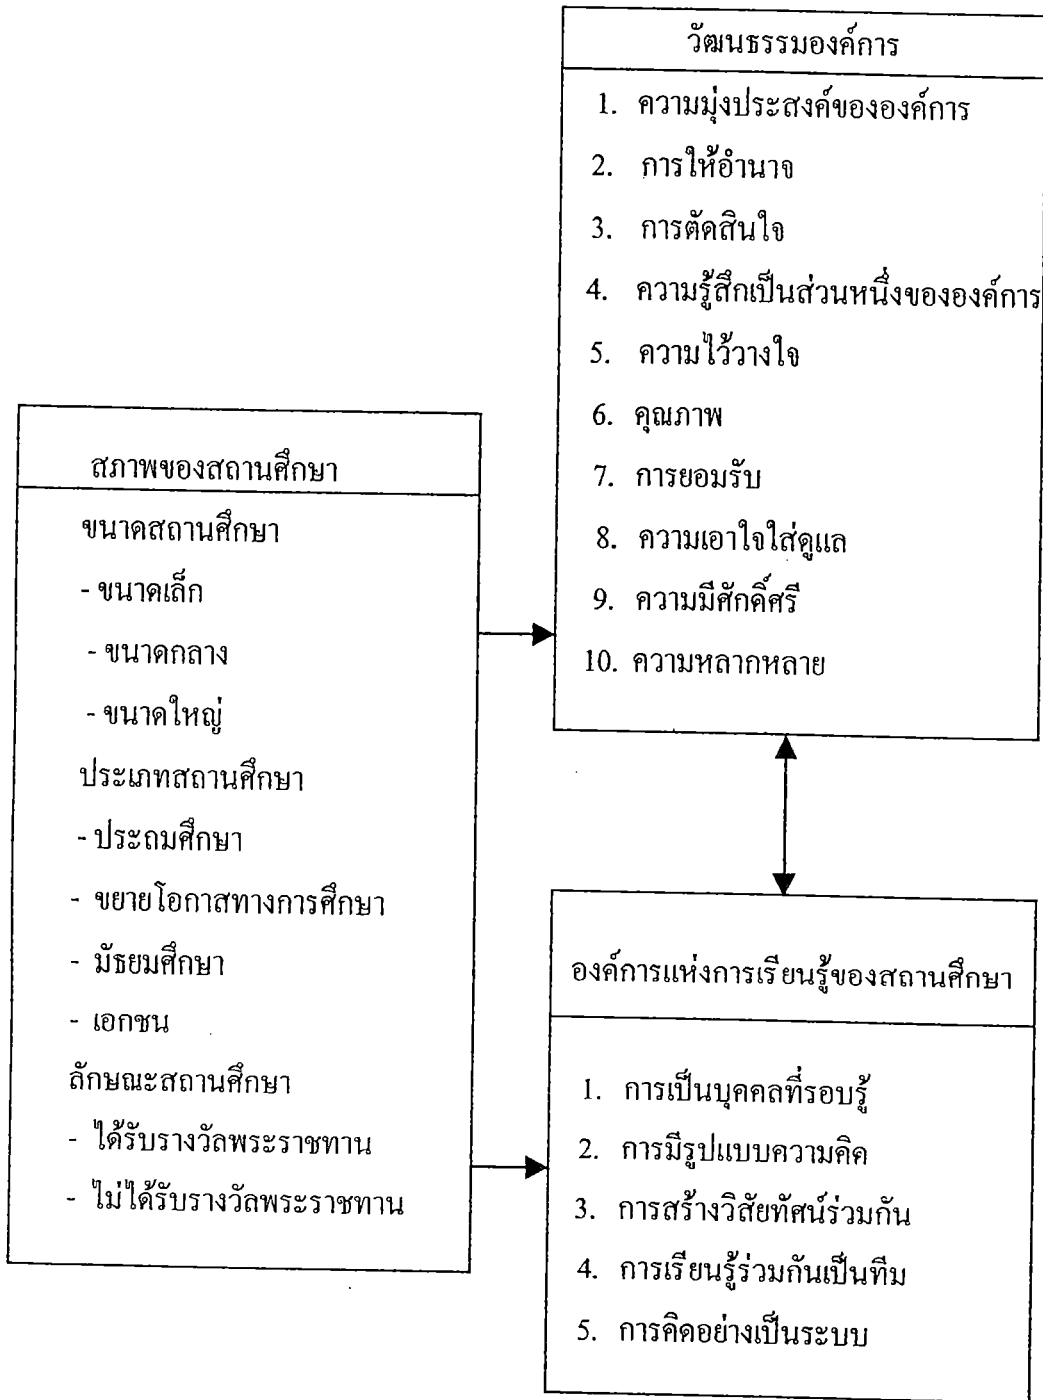 วัฒนธรรมองค์การ
1. ความมุ่งประสงค์ขององค์การ
2. การให้อำนาจ
3. การตัดสินใจ
4. ความรู้สึกเป็นส่วนหนึ่งขององค์การ
5. ความไว้วางใจ
6. คุณภาพ
7. การยอมรับ
8. ความเอาใจใส่ดูแล
9. ความมีศักดิ์ศรี
10. ความหลากหลาย
สภาพของสถานศึกษา
ขนาดสถานศึกษา
- ขนาดเล็ก
- ขนาดกลาง
- ขนาดใหญ่
ประเภทสถานศึกษา
- ประถมศึกษา
- ขยายโอกาสทางการศึกษา
- มัธยมศึกษา
- เอกชน
ลักษณะสถานศึกษา
- ได้รับรางวัลพระราชทาน
- ไม่ได้รับรางวัลพระราชทาน
องค์การแห่งการเรียนรู้ของสถานศึกษา
1. การเป็นบุคคลที่รอบรู้
2. การมีรูปแบบความคิด
3. การสร้างวิสัยทัศน์ร่วมกัน
4. การเรียนรู้ร่วมกันเป็นทีม
5. การคิดอย่างเป็นระบบ